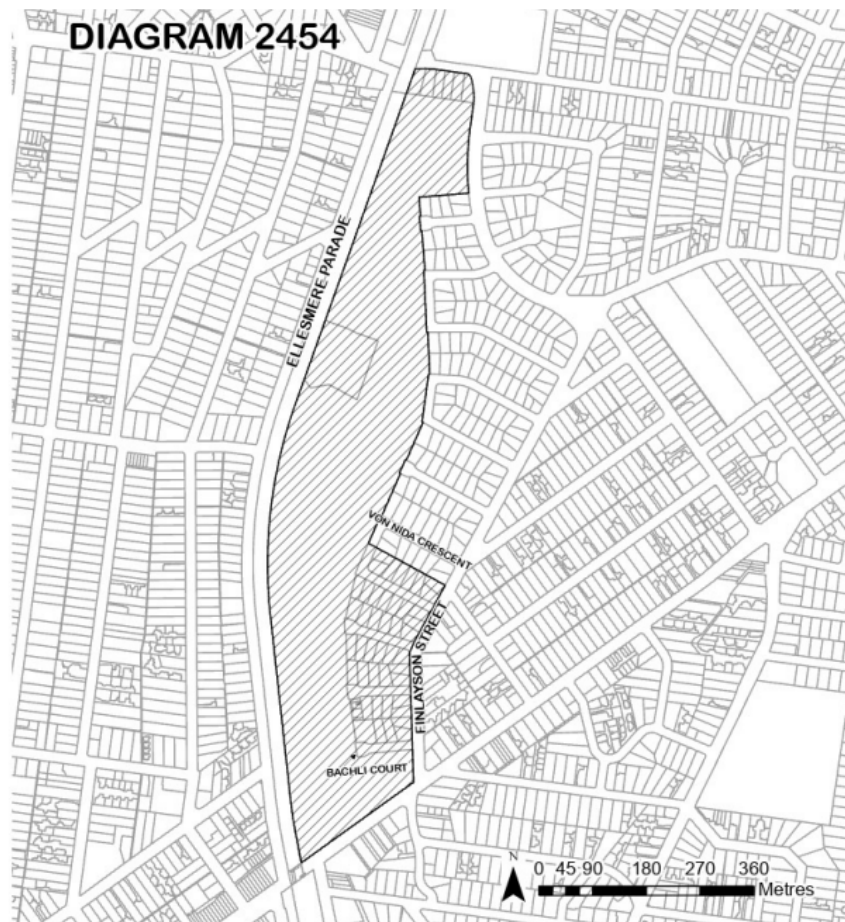 DIAGRAM 2454
ELLESMERE PARADE
VON NIDA CRESCENT
FINLAYSON STREET
BACHLI COURT
N
0 45 90 180 270 360
Metres